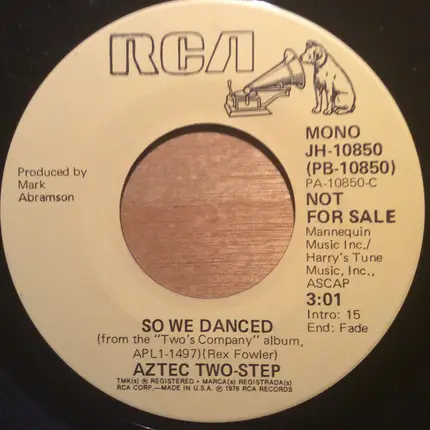 RCA
Produced by
Mark
Abramson
MONO
JH-10850
(PB-10850)
PA-10850-C
NOT
FOR SALE
Mannequin
Music Inc./
Harry's Tune
Music, Inc.,
ASCAP
3:01
Intro: 15
End: Fade
SO WE DANCED
(from the "Two's Company" album,
APL1-1497)(Rex Fowler)
AZTEC TWO-STEP
TMK(s) ® REGISTERED • MARCA(s) REGISTRADA(s)
RCA CORP.—MADE IN U.S.A. ℗ 1976 RCA RECORDS